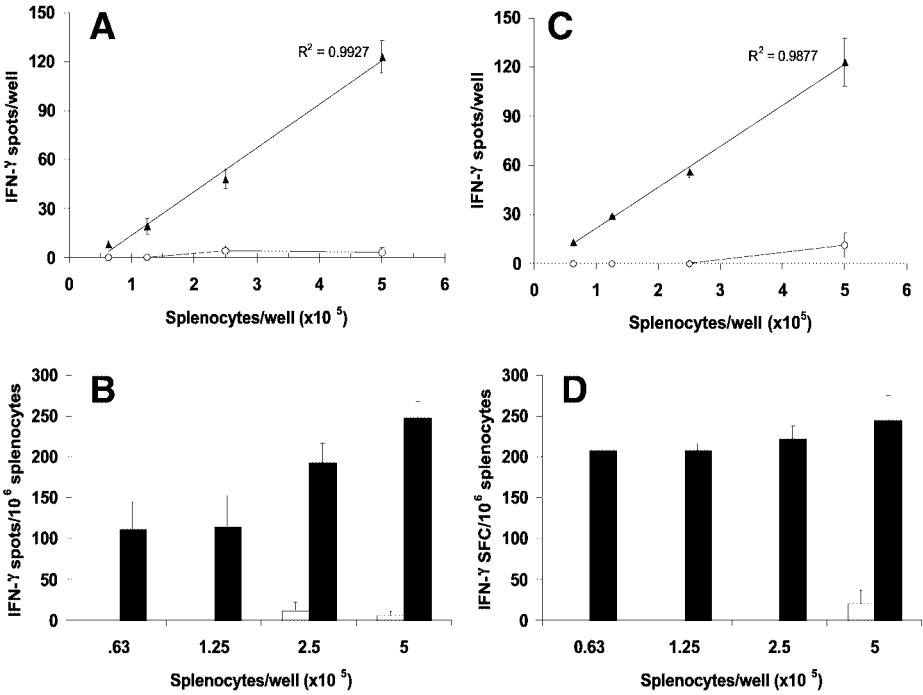 A
IFN-γ spots/well
150
120
90
60
30
0
R² = 0.9927
0 1 2 3 4 5 6
Splenocytes/well (x10 ⁵)
C
IFN-γ spots/well
150
120
90
60
30
0
R² = 0.9877
0 1 2 3 4 5 6
Splenocytes/well (x10⁵)
B
IFN-γ spots/10⁶ splenocytes
300
250
200
150
100
50
0
.63 1.25 2.5 5
Splenocytes/well (x10 ⁵)
D
IFN-γ SFC/10⁶ splenocytes
300
250
200
150
100
50
0
0.63 1.25 2.5 5
Splenocytes/well (x10 ⁵)